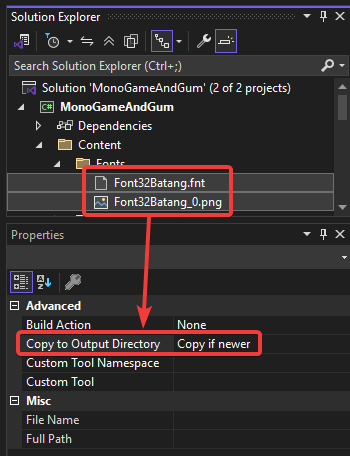 Solution Explorer
Search Solution Explorer (Ctrl+;)
Solution 'MonoGameAndGum' (2 of 2 projects)
C# MonoGameAndGum
Dependencies
Content
Fonts
Font32Batang.fnt
Font32Batang_0.png
Properties
Advanced
Build Action None
Copy to Output Directory Copy if newer
Custom Tool Namespace
Custom Tool
Misc
File Name
Full Path